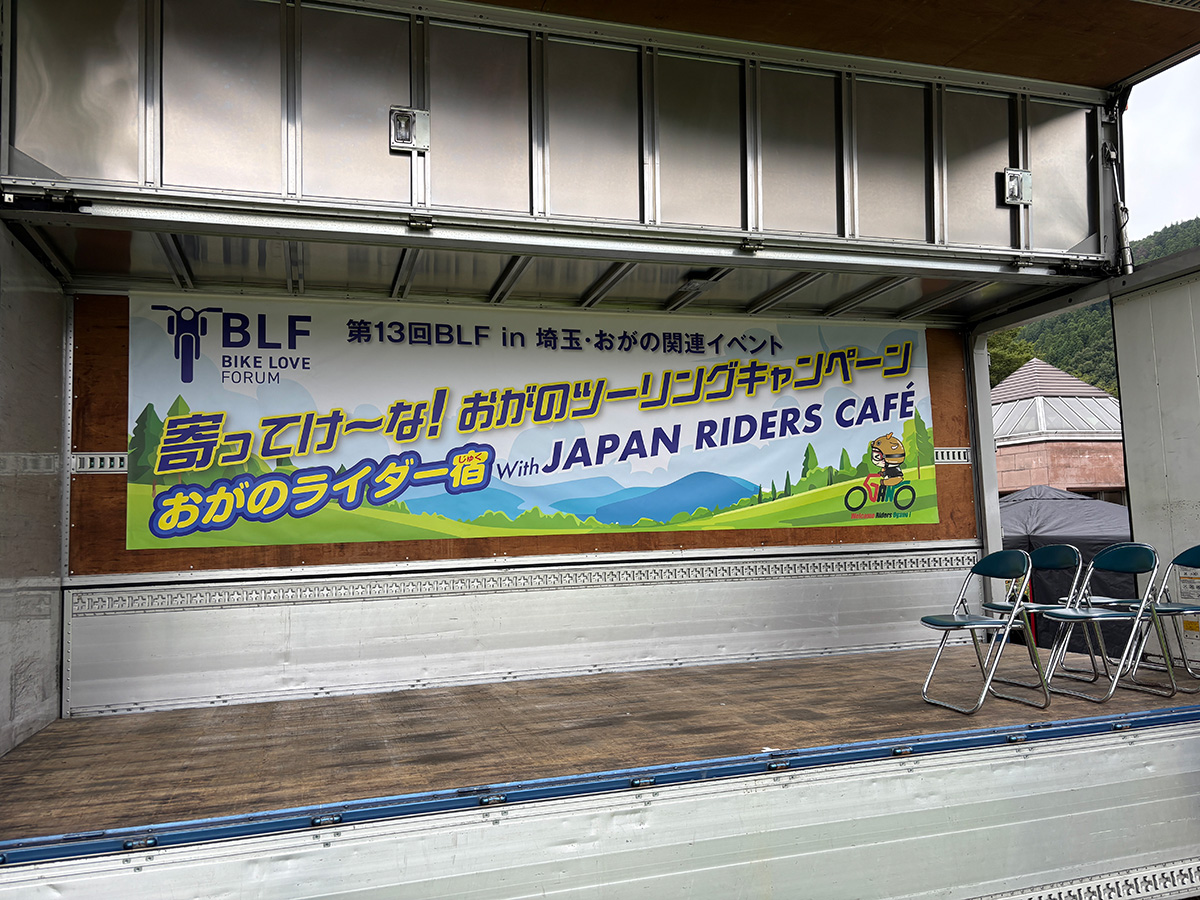 BLF
BIKE LOVE
FORUM
第13回BLF in 埼玉・おがの関連イベント
寄ってけ〜な!おがのツーリングキャンペーン
じゅく
おがのライダー宿 With JAPAN RIDERS CAFÉ
Welcome Riders Ogano!